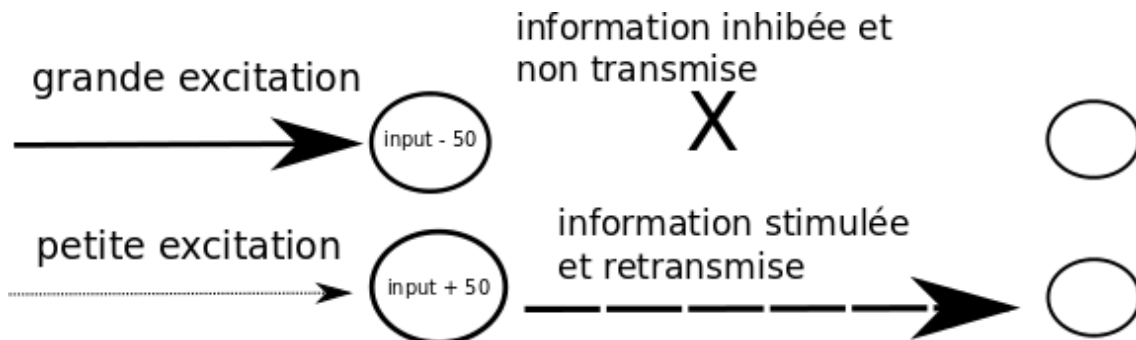 information inhibée et
non transmise
grande excitation
input - 50
X
petite excitation
information stimulée
et retransmise
input + 50